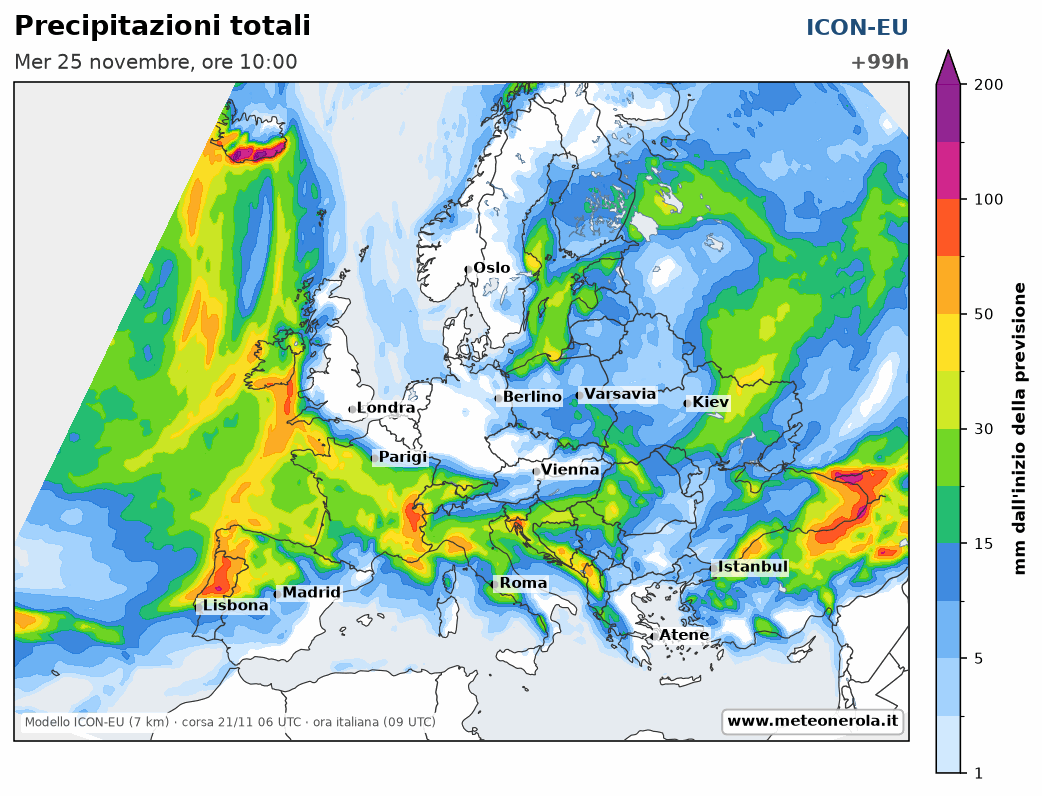 Precipitazioni totali
ICON-EU
Mer 25 novembre, ore 10:00
+99h
200
100
50
30
15
5
1
mm dall'inizio della previsione
Oslo
Berlino
Varsavia
Kiev
Londra
Parigi
Vienna
Istanbul
Roma
Madrid
Lisbona
Atene
Modello ICON-EU (7 km) · corsa 21/11 06 UTC · ora italiana (09 UTC)
www.meteonerola.it